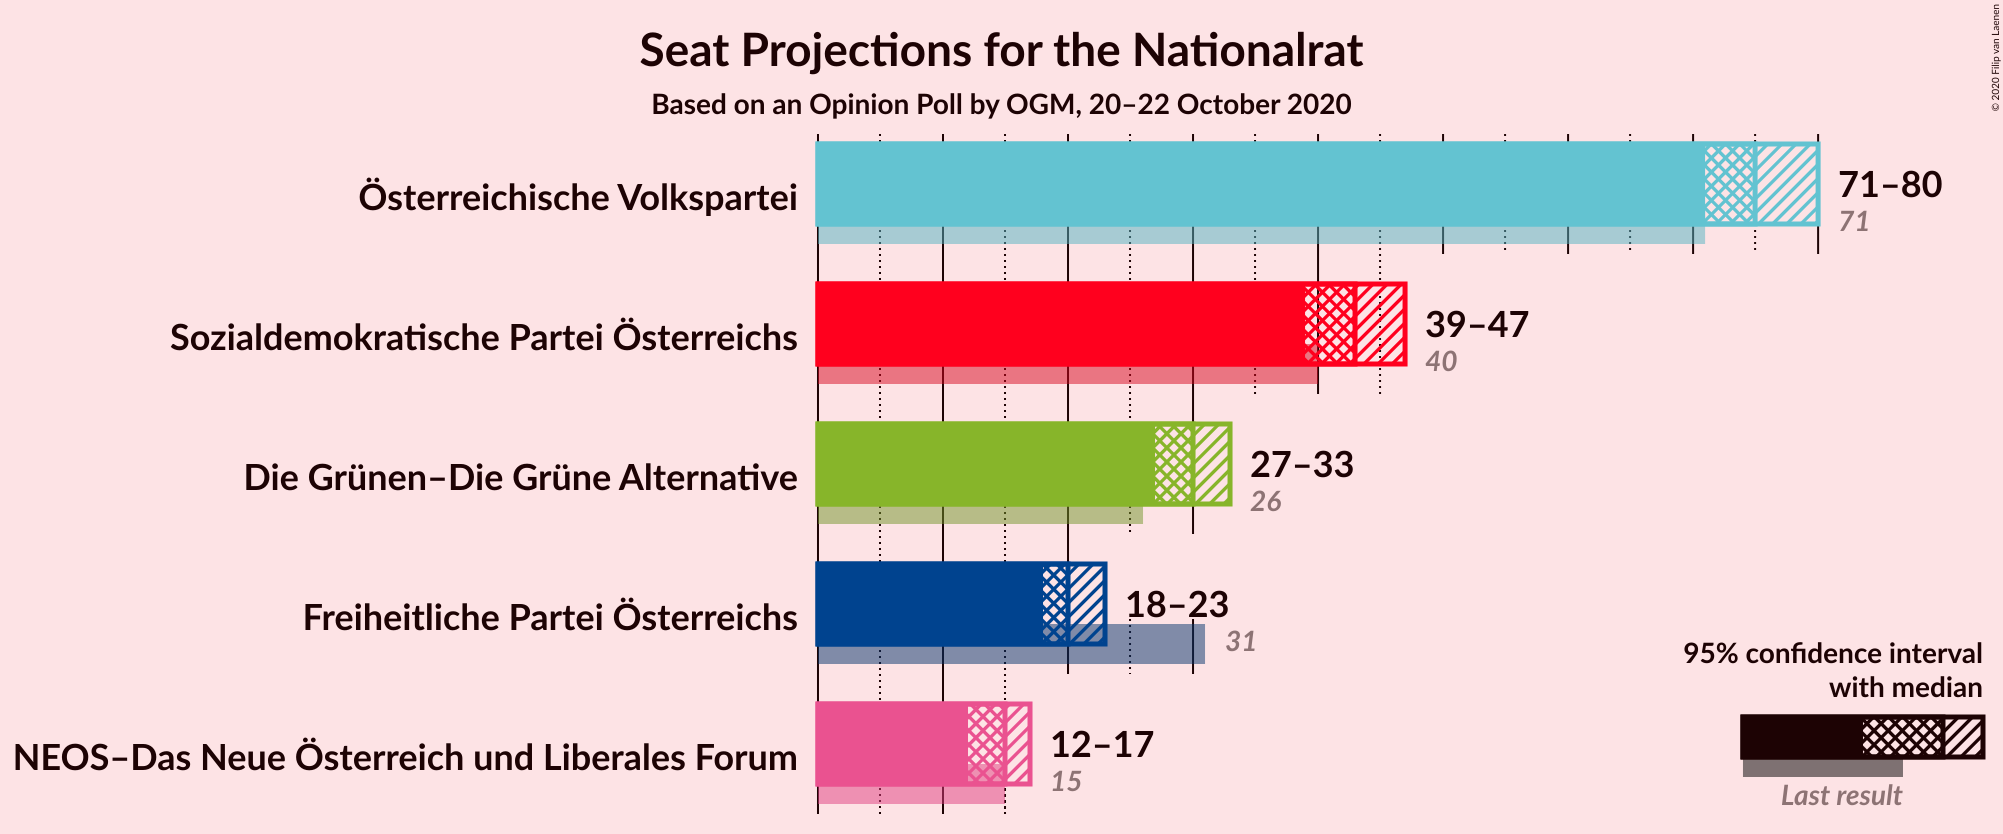 Seat Projections for the Nationalrat
Based on an Opinion Poll by OGM, 20–22 October 2020
© 2020 Filip van Laenen
Österreichische Volkspartei
71–80
71
Sozialdemokratische Partei Österreichs
39–47
40
Die Grünen–Die Grüne Alternative
27–33
26
Freiheitliche Partei Österreichs
18–23
31
NEOS–Das Neue Österreich und Liberales Forum
12–17
15
95% confidence interval
with median
Last result